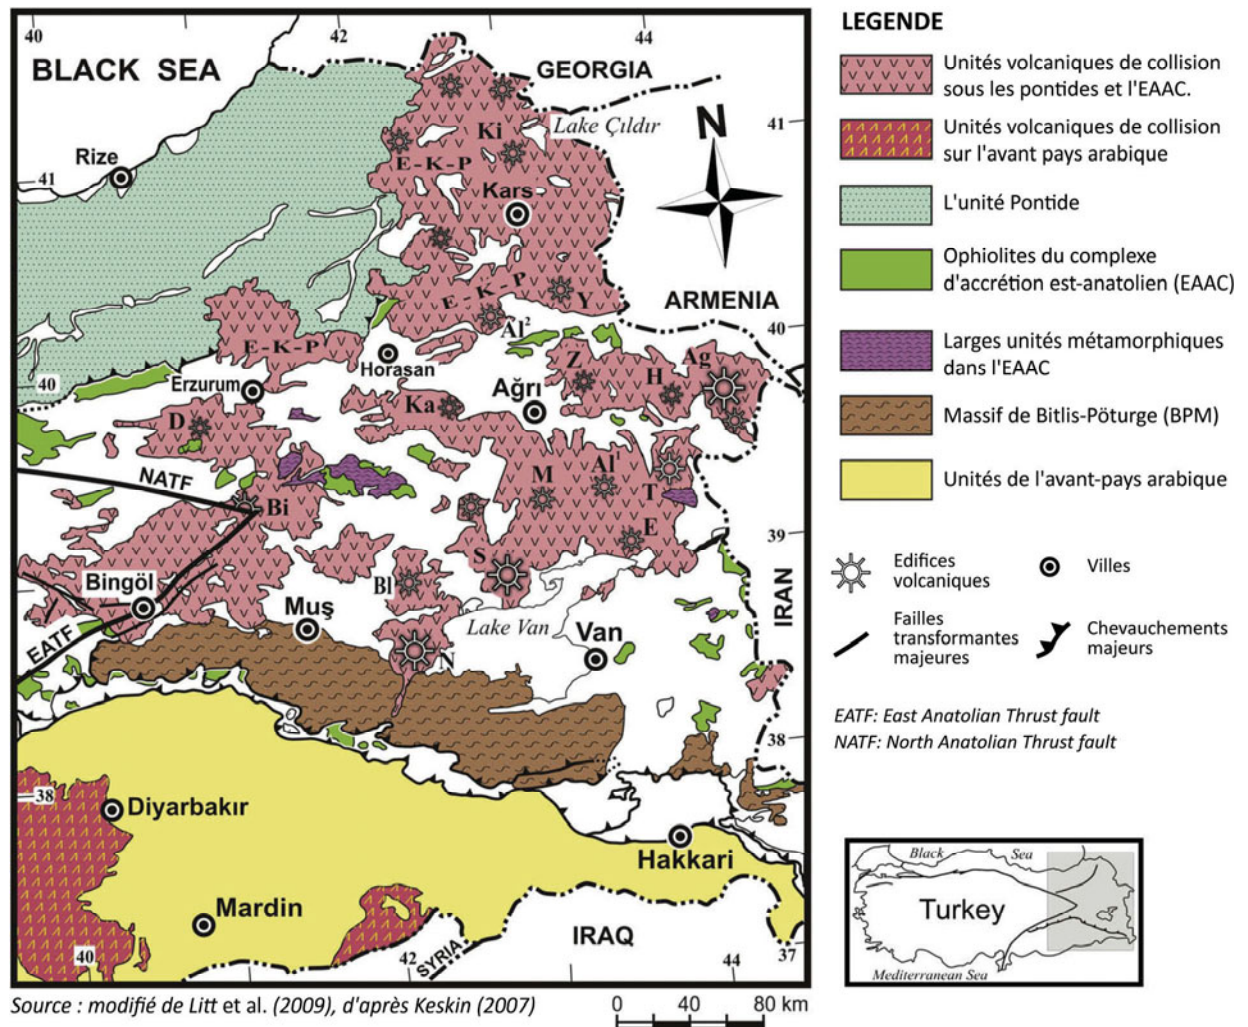 40
42
44
BLACK SEA
GEORGIA
Lake Çıldır
41
N
Ki
E-K-P
Rize
41
Kars
E-K-P
Y
ARMENIA
40
Al²
E-K-P
Horasan
Z
H
Ag
40
Erzurum
Ka
Ağrı
D
NATF
M
Al¹
T
Bi
39
E
S
Bingöl
Bl
IRAN
Muş
Lake Van
Van
EATF
N
38
38
Diyarbakır
Hakkari
Mardin
IRAQ
SYRIA
40
42
44
37
LEGENDE
Unités volcaniques de collision
sous les pontides et l'EAAC.
Unités volcaniques de collision
sur l'avant pays arabique
L'unité Pontide
Ophiolites du complexe
d'accrétion est-anatolien (EAAC)
Larges unités métamorphiques
dans l'EAAC
Massif de Bitlis-Pöturge (BPM)
Unités de l'avant-pays arabique
Edifices
volcaniques
Villes
Failles
transformantes
majeures
Chevauchements
majeurs
EATF: East Anatolian Thrust fault
NATF: North Anatolian Thrust fault
Black Sea
Turkey
Mediterranean Sea
Source : modifié de Litt et al. (2009), d'après Keskin (2007)
0 40 80 km